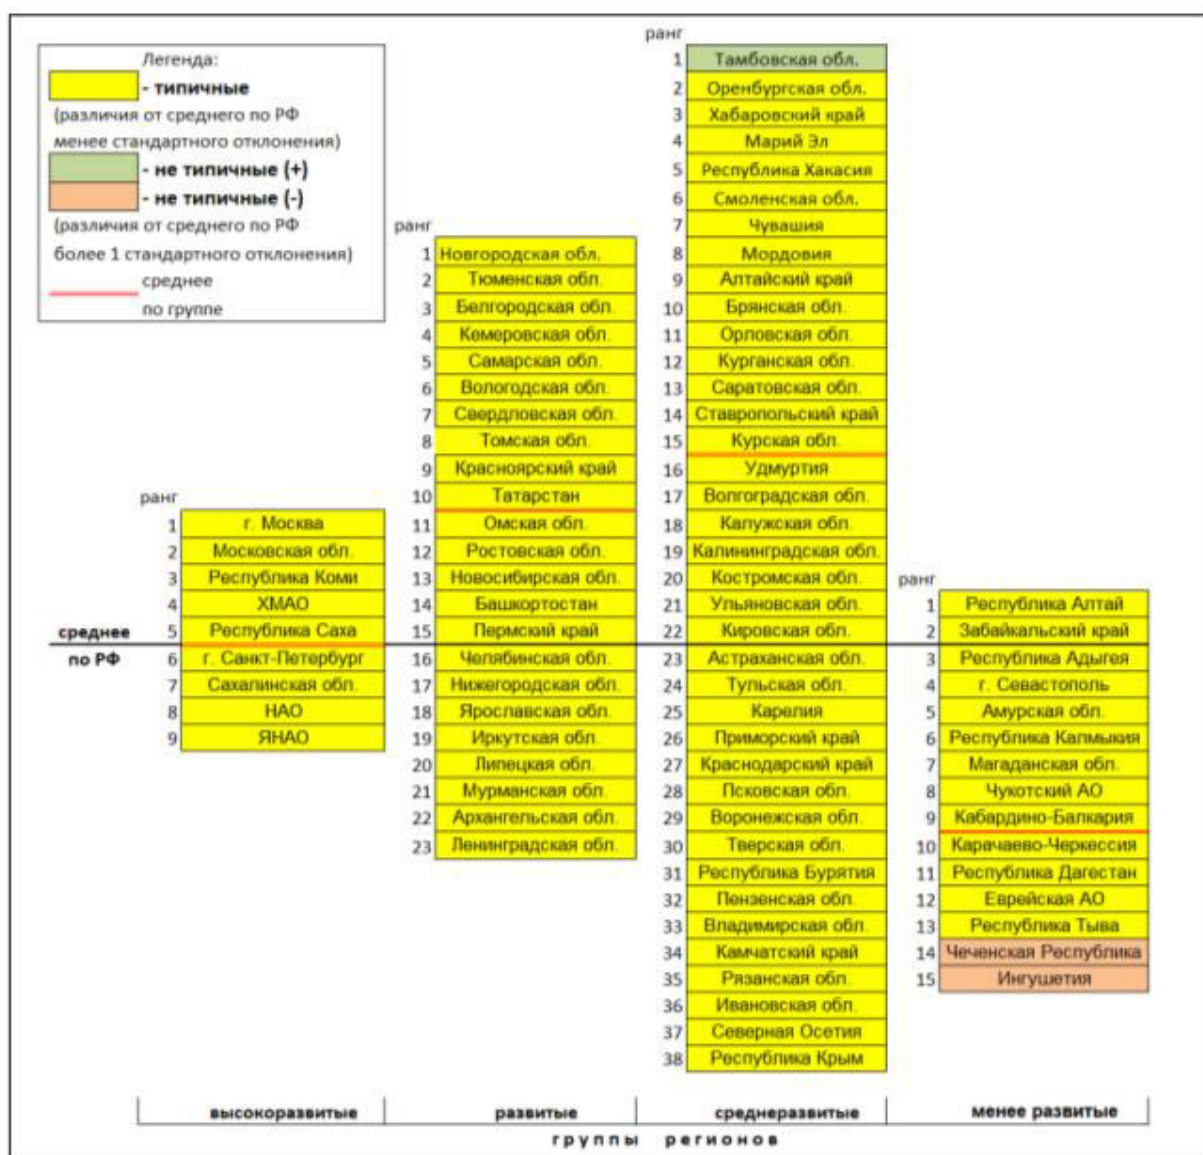 Легенда:
- типичные
(различия от среднего по РФ
менее стандартного отклонения)
- не типичные (+)
- не типичные (-)
(различия от среднего по РФ
более 1 стандартного отклонения)
среднее
по группе
ранг
1 г. Москва
2 Московская обл.
3 Республика Коми
4 ХМАО
5 Республика Саха
6 г. Санкт-Петербург
7 Сахалинская обл.
8 НАО
9 ЯНАО
среднее
по РФ
ранг
1 Новгородская обл.
2 Тюменская обл.
3 Белгородская обл.
4 Кемеровская обл.
5 Самарская обл.
6 Вологодская обл.
7 Свердловская обл.
8 Томская обл.
9 Красноярский край
10 Татарстан
11 Омская обл.
12 Ростовская обл.
13 Новосибирская обл.
14 Башкортостан
15 Пермский край
16 Челябинская обл.
17 Нижегородская обл.
18 Ярославская обл.
19 Иркутская обл.
20 Липецкая обл.
21 Мурманская обл.
22 Архангельская обл.
23 Ленинградская обл.
ранг
1 Тамбовская обл.
2 Оренбургская обл.
3 Хабаровский край
4 Марий Эл
5 Республика Хакасия
6 Смоленская обл.
7 Чувашия
8 Мордовия
9 Алтайский край
10 Брянская обл.
11 Орловская обл.
12 Курганская обл.
13 Саратовская обл.
14 Ставропольский край
15 Курская обл.
16 Удмуртия
17 Волгоградская обл.
18 Калужская обл.
19 Калининградская обл.
20 Костромская обл.
21 Ульяновская обл.
22 Кировская обл.
23 Астраханская обл.
24 Тульская обл.
25 Карелия
26 Приморский край
27 Краснодарский край
28 Псковская обл.
29 Воронежская обл.
30 Тверская обл.
31 Республика Бурятия
32 Пензенская обл.
33 Владимирская обл.
34 Камчатский край
35 Рязанская обл.
36 Ивановская обл.
37 Северная Осетия
38 Республика Крым
ранг
1 Республика Алтай
2 Забайкальский край
3 Республика Адыгея
4 г. Севастополь
5 Амурская обл.
6 Республика Калмыкия
7 Магаданская обл.
8 Чукотский АО
9 Кабардино-Балкария
10 Карачаево-Черкессия
11 Республика Дагестан
12 Еврейская АО
13 Республика Тыва
14 Чеченская Республика
15 Ингушетия
высокоразвитые развитые среднеразвитые менее развитые
группы регионов